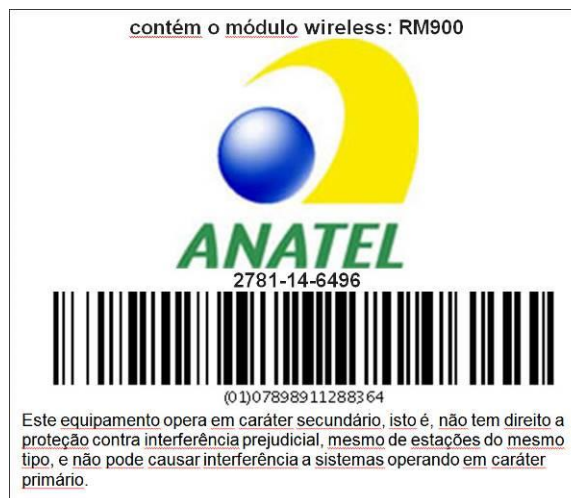 contém o módulo wireless: RM900
ANATEL
2781-14-6496
(01)07898911288364
Este equipamento opera em caráter secundário, isto é, não tem direito a
proteção contra interferência prejudicial, mesmo de estações do mesmo
tipo, e não pode causar interferência a sistemas operando em caráter
primário.